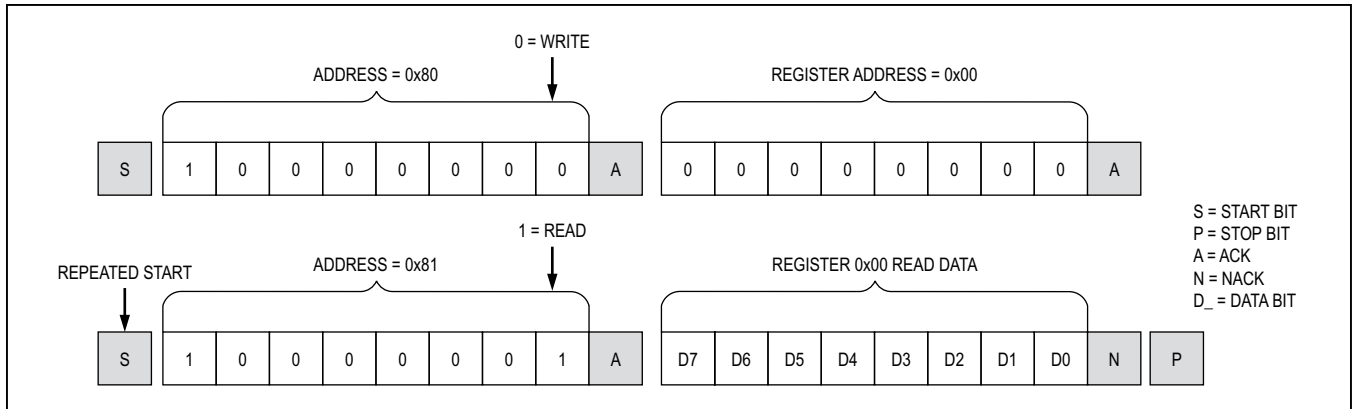 0 = WRITE
ADDRESS = 0x80
REGISTER ADDRESS = 0x00
S 1 0 0 0 0 0 0 0 A 0 0 0 0 0 0 0 0 A
1 = READ
REPEATED START
ADDRESS = 0x81
REGISTER 0x00 READ DATA
S 1 0 0 0 0 0 0 1 A D7 D6 D5 D4 D3 D2 D1 D0 N P
S = START BIT
P = STOP BIT
A = ACK
N = NACK
D_ = DATA BIT